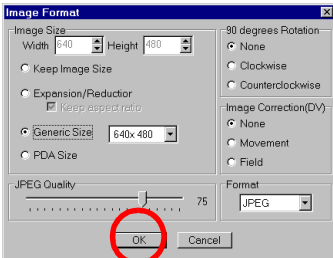 Image Format
Image Size
Width 640 Height 480
Keep Image Size
Expansion/Reductior
Keep aspect ratio
Generic Size 640x 480
PDA Size
90 degrees Rotation
None
Clockwise
Counterclockwise
Image Correction(DV)
None
Movement
Field
JPEG Quality
75
Format
JPEG
OK Cancel